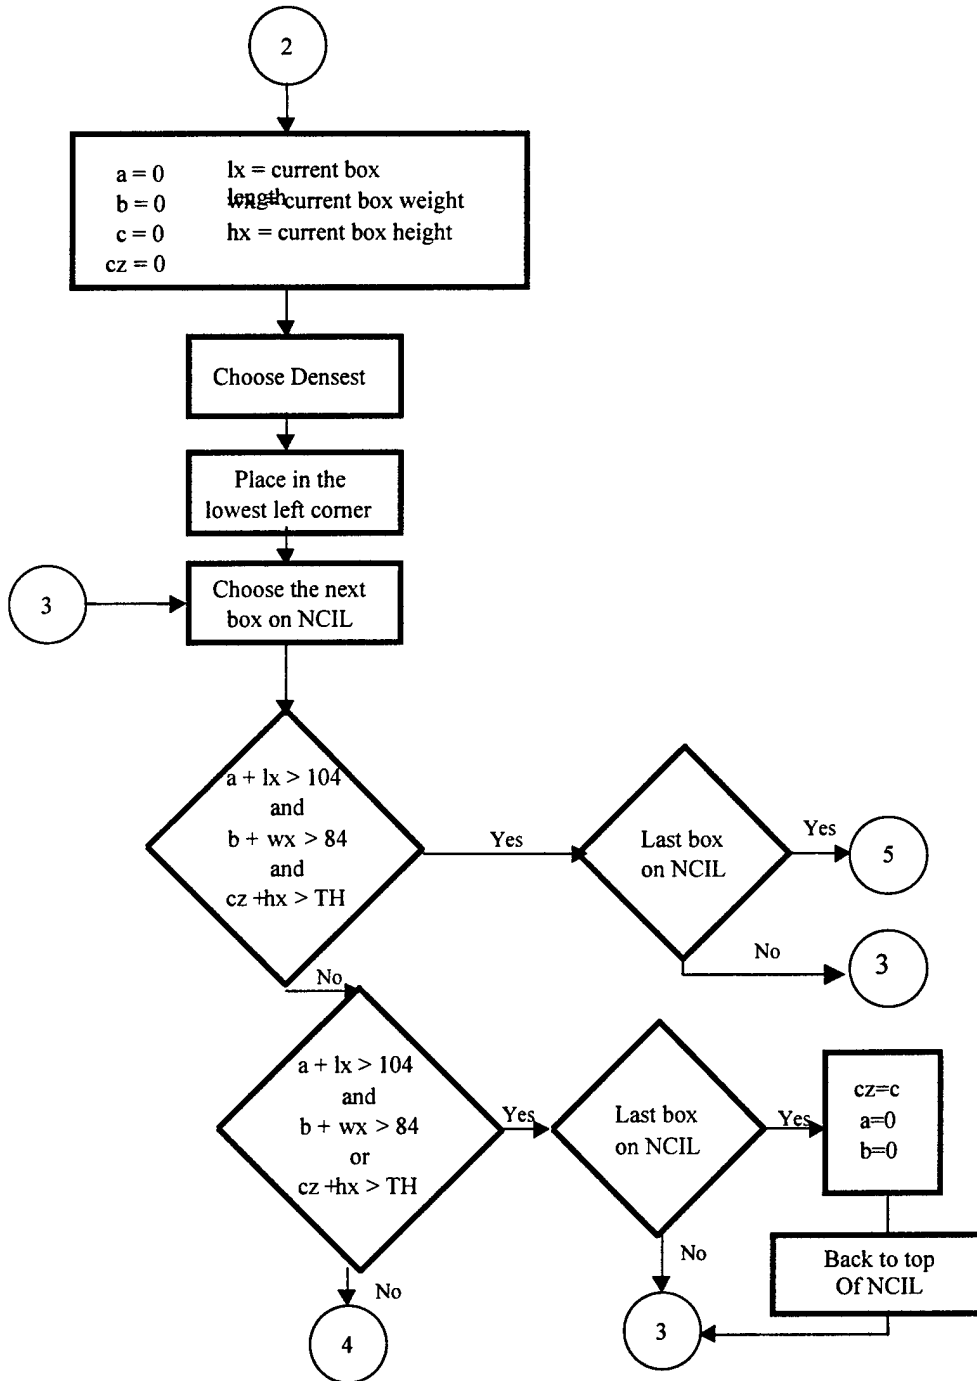 2
a = 0
b = 0
c = 0
cz = 0
lx = current box
length
wx = current box weight
hx = current box height
Choose Densest
Place in the
lowest left corner
3
Choose the next
box on NCIL
a + lx > 104
and
b + wx > 84
and
cz +hx > TH
Yes
Last box
on NCIL
Yes
5
No
3
No
a + lx > 104
and
b + wx > 84
or
cz +hx > TH
Yes
Last box
on NCIL
Yes
cz=c
a=0
b=0
No
No
Back to top
Of NCIL
4
3